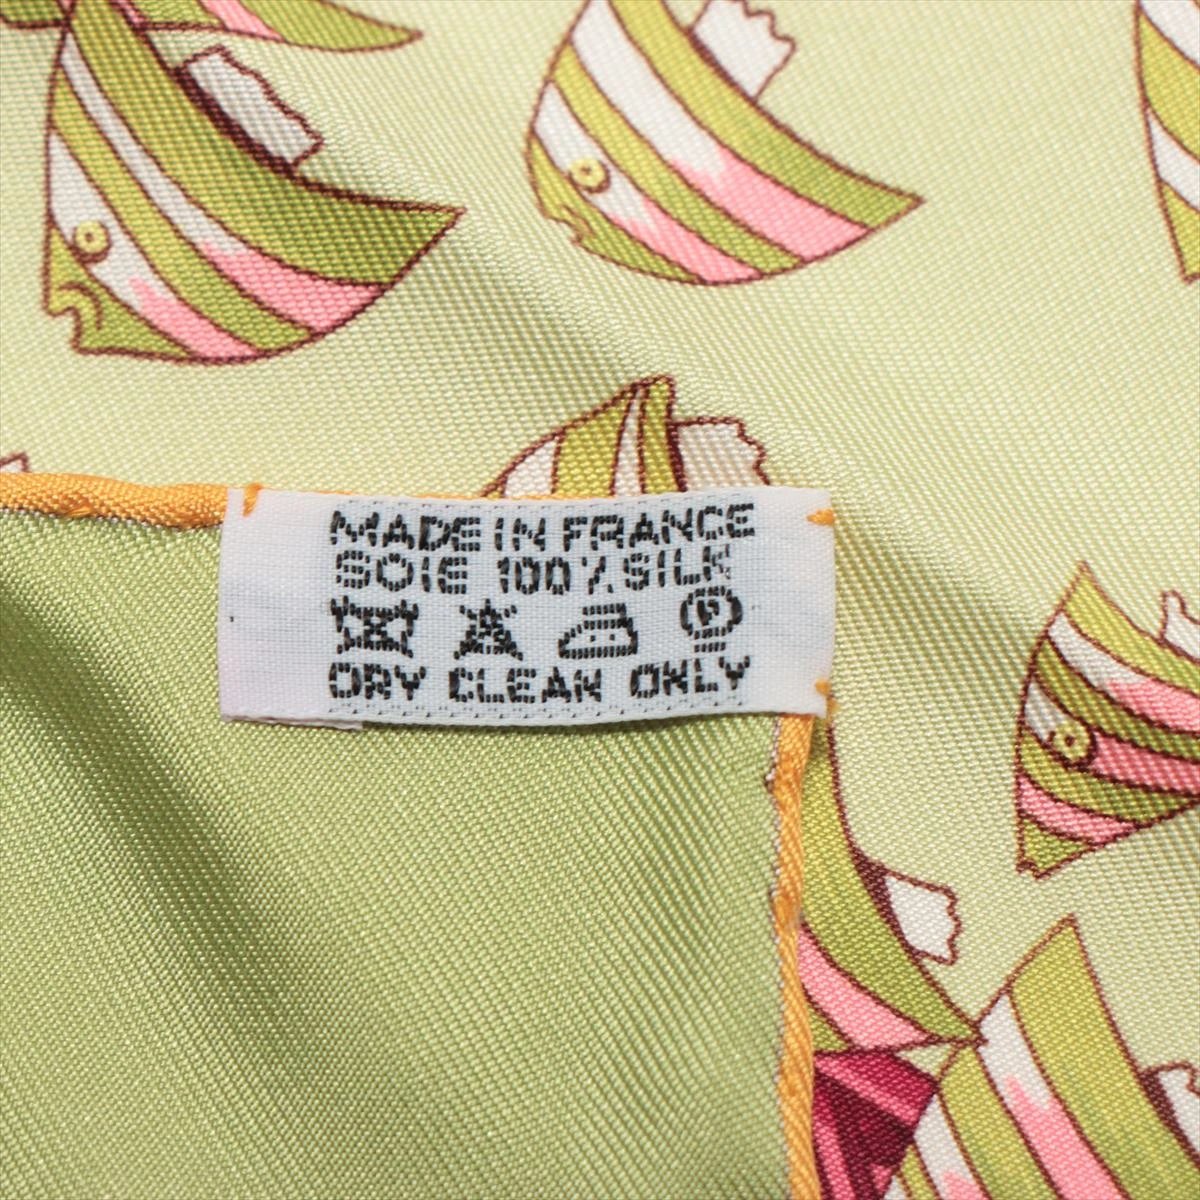 MADE IN FRANCE
SOIE 100% SILK
P
DRY CLEAN ONLY